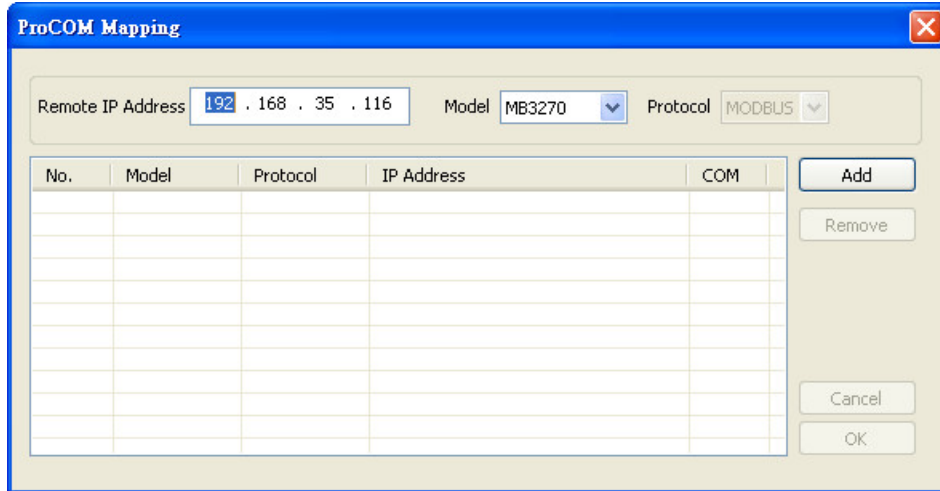 ProCOM Mapping
Remote IP Address 192 . 168 . 35 . 116 Model MB3270 Protocol MODBUS
No. Model Protocol IP Address COM Add
Remove
Cancel
OK